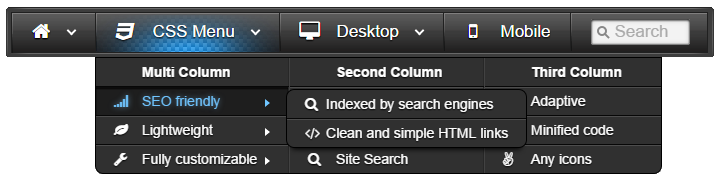 CSS Menu Desktop Mobile Search
Multi Column Second Column Third Column
SEO friendly Indexed by search engines Adaptive
Lightweight Clean and simple HTML links Minified code
Fully customizable Site Search Any icons